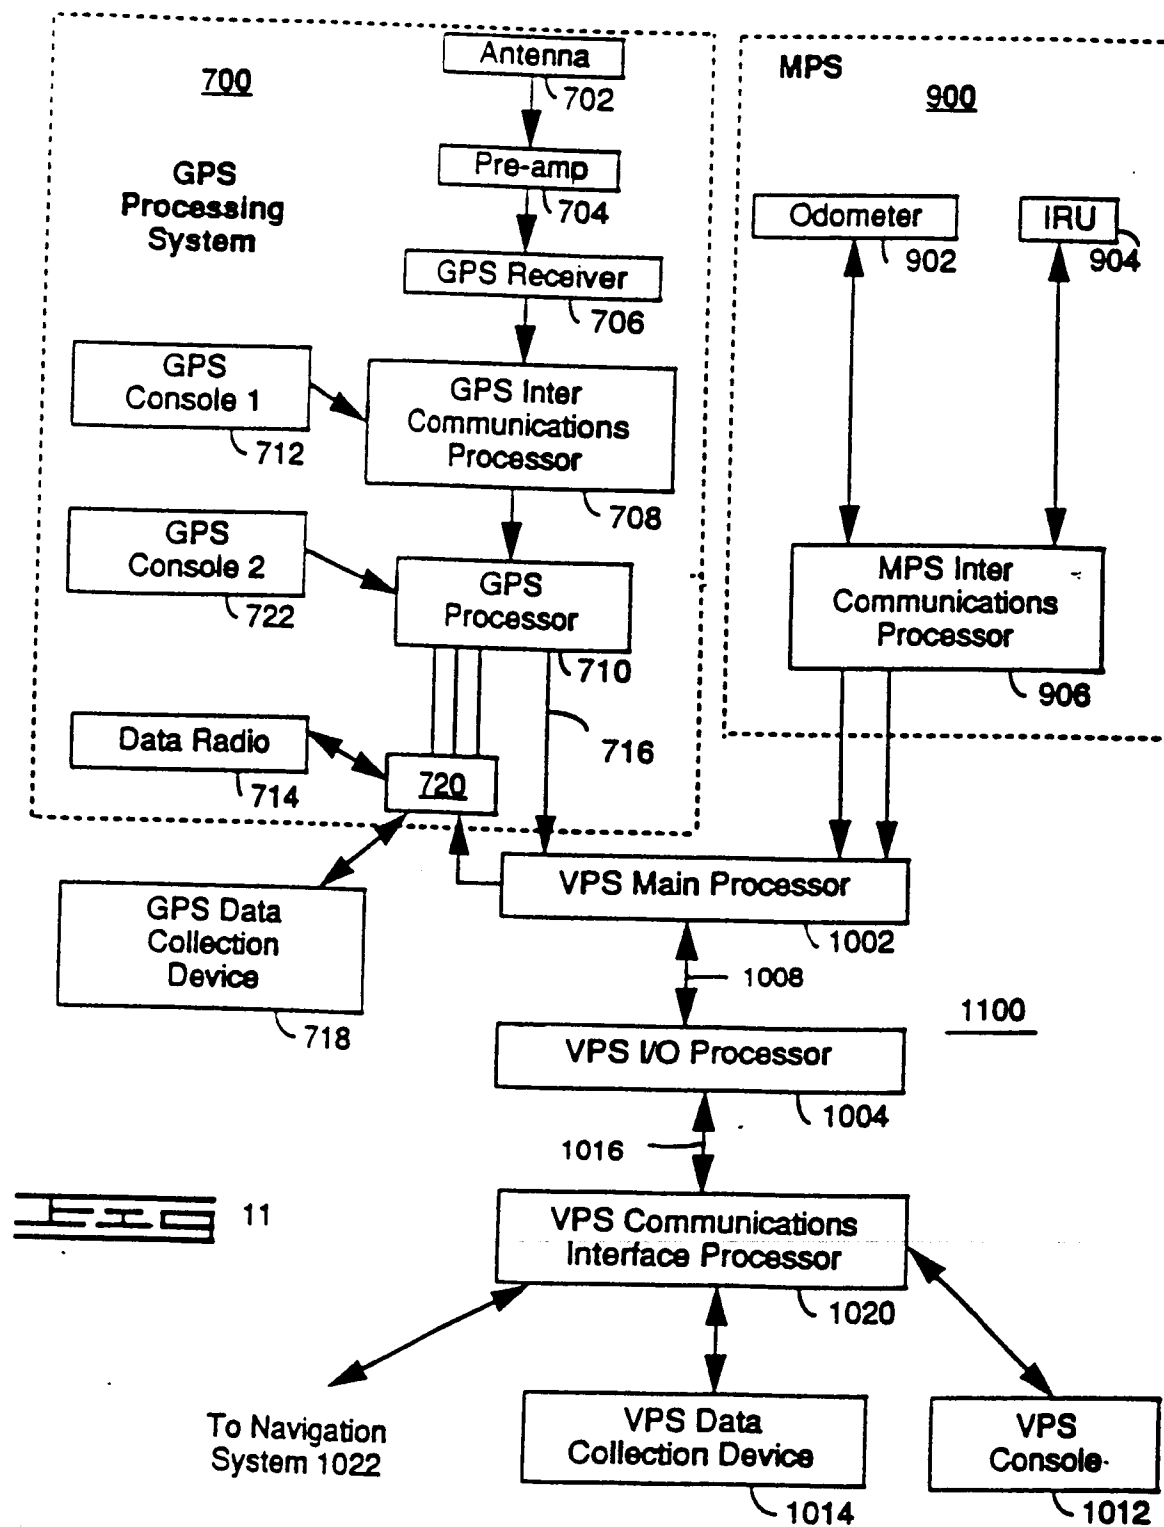 700
GPS
Processing
System
Antenna
702
Pre-amp
704
GPS Receiver
706
GPS
Console 1
712
GPS Inter
Communications
Processor
708
GPS
Console 2
722
GPS
Processor
710
716
Data Radio
714
720
GPS Data
Collection
Device
718
MPS
900
Odometer
902
IRU
904
MPS Inter
Communications
Processor
906
VPS Main Processor
1002
1008
1100
VPS I/O Processor
1004
1016
11
VPS Communications
Interface Processor
1020
To Navigation
System 1022
VPS Data
Collection Device
1014
VPS
Console
1012